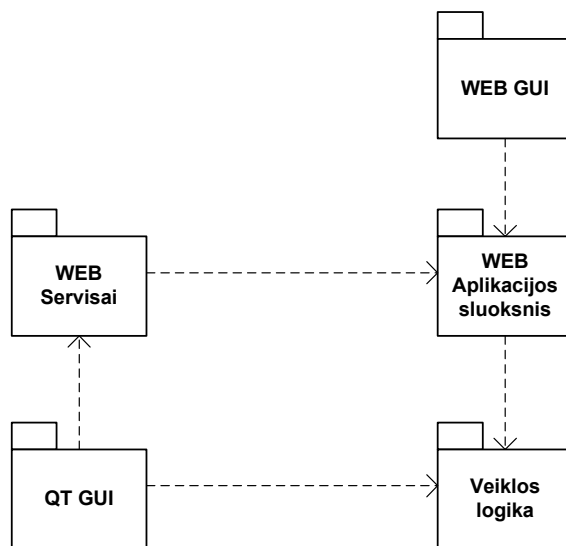 WEB GUI
WEB
Servisai
WEB
Aplikacijos
sluoksnis
QT GUI
Veiklos
logika